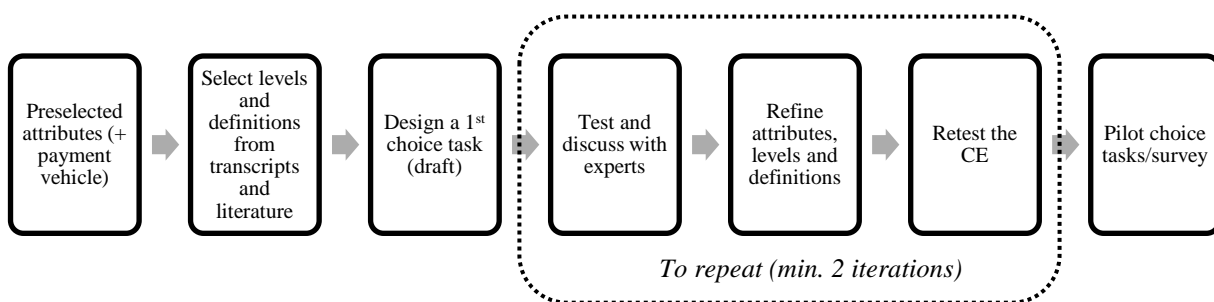 Preselected
attributes (+
payment
vehicle)
Select levels
and
definitions
from
transcripts
and
literature
Design a 1st
choice task
(draft)
Test and
discuss with
experts
Refine
attributes,
levels and
definitions
Retest the
CE
Pilot choice
tasks/survey
To repeat (min. 2 iterations)